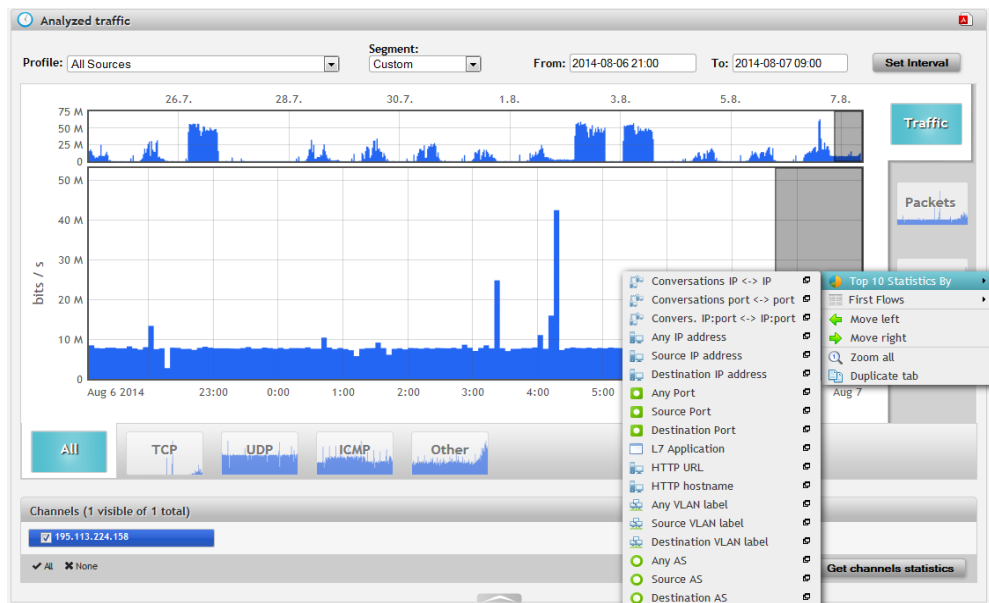 Analyzed traffic
Segment:
Profile: All Sources Custom From: 2014-08-06 21:00 To: 2014-08-07 09:00 Set Interval
26.7. 28.7. 30.7. 1.8. 3.8. 5.8. 7.8.
75 M
50 M
25 M
0
Traffic
Packets
50 M
40 M
30 M
20 M
10 M
0
bits / s
Aug 6 2014 23:00 0:00 1:00 2:00 3:00 4:00 5:00 Aug 7
Conversations IP <-> IP
Conversations port <-> port
Convers. IP:port <-> IP:port
Any IP address
Source IP address
Destination IP address
Any Port
Source Port
Destination Port
L7 Application
HTTP URL
HTTP hostname
Any VLAN label
Source VLAN label
Destination VLAN label
Any AS
Source AS
Destination AS
Top 10 Statistics By
First Flows
Move left
Move right
Zoom all
Duplicate tab
All TCP UDP ICMP Other
Channels (1 visible of 1 total)
195.113.224.158
All None
Get channels statistics